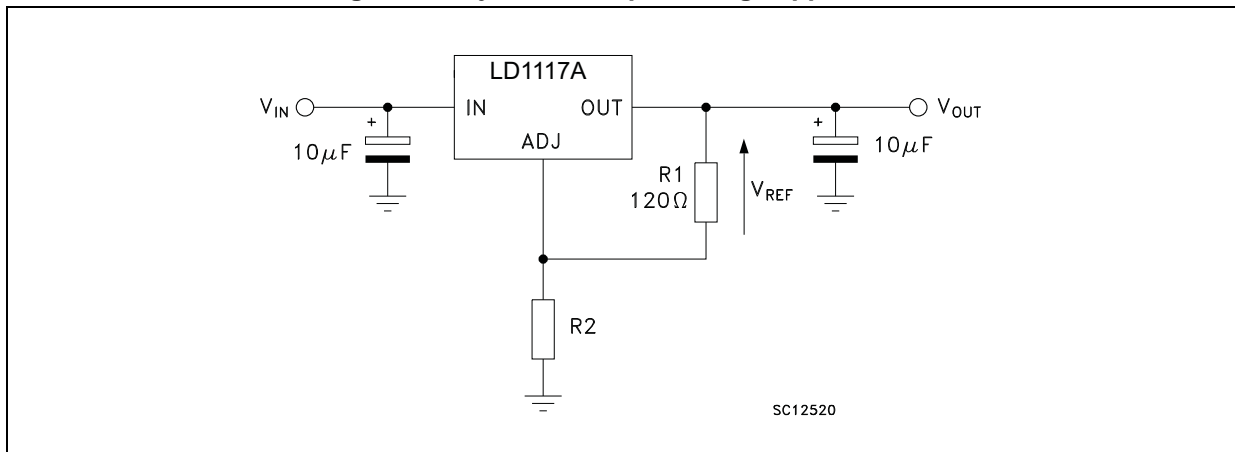 LD1117A
V_IN IN OUT V_OUT
+ +
10μF ADJ 10μF
R1
120Ω V_REF
R2
SC12520